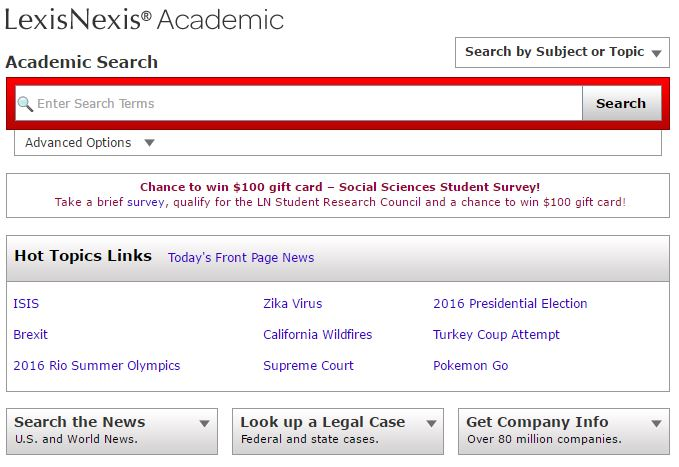 LexisNexis® Academic
Search by Subject or Topic
Academic Search
Enter Search Terms
Search
Advanced Options
Chance to win $100 gift card – Social Sciences Student Survey!
Take a brief survey, qualify for the LN Student Research Council and a chance to win $100 gift card!
Hot Topics Links Today's Front Page News
ISIS Zika Virus 2016 Presidential Election
Brexit California Wildfires Turkey Coup Attempt
2016 Rio Summer Olympics Supreme Court Pokemon Go
Search the News
U.S. and World News.
Look up a Legal Case
Federal and state cases.
Get Company Info
Over 80 million companies.